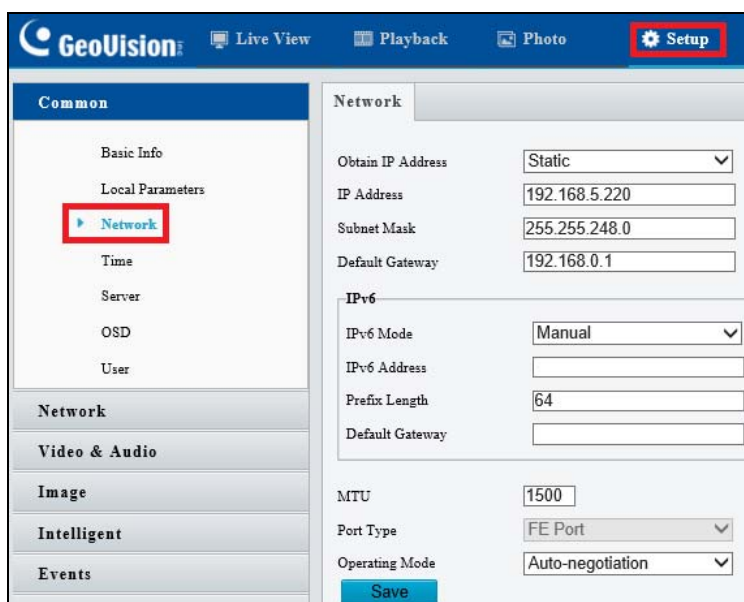 GeoVision
Live View
Playback
Photo
Setup
Common
Basic Info
Local Parameters
Network
Time
Server
OSD
User
Network
Video & Audio
Image
Intelligent
Events
Network
Obtain IP Address Static
IP Address 192.168.5.220
Subnet Mask 255.255.248.0
Default Gateway 192.168.0.1
IPv6
IPv6 Mode Manual
IPv6 Address
Prefix Length 64
Default Gateway
MTU 1500
Port Type FE Port
Operating Mode Auto-negotiation
Save